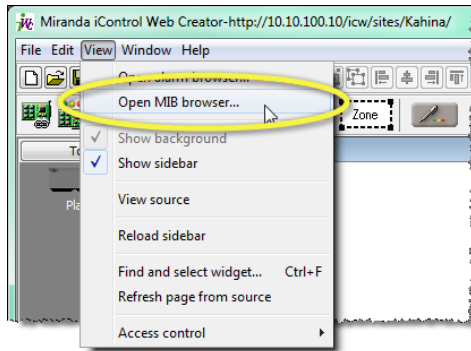 Miranda iControl Web Creator-http://10.10.100.10/icw/sites/Kahina/
File Edit View Window Help
Open alarm browser...
Open MIB browser...
Zone
Show background
Show sidebar
View source
Reload sidebar
Find and select widget... Ctrl+F
Refresh page from source
Access control